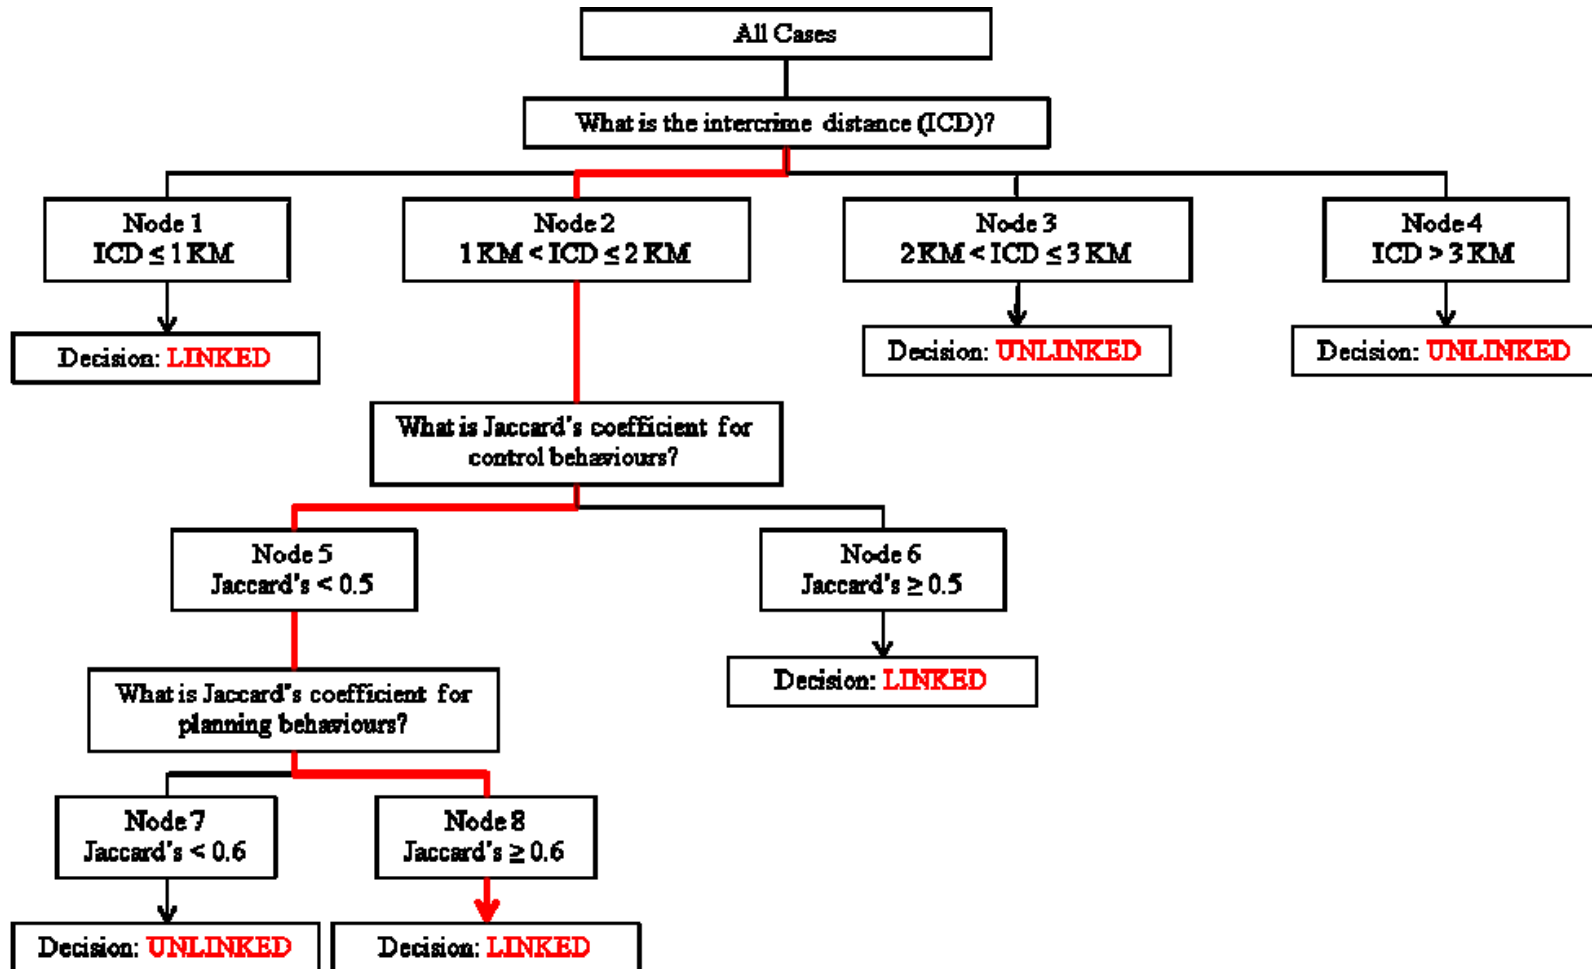 All Cases
What is the intercrime distance (ICD)?
Node 1
ICD ≤ 1 KM
Node 2
1 KM < ICD ≤ 2 KM
Node 3
2 KM < ICD ≤ 3 KM
Node 4
ICD > 3 KM
Decision: LINKED
Decision: UNLINKED
Decision: UNLINKED
What is Jaccard's coefficient for
control behaviours?
Node 5
Jaccard's < 0.5
Node 6
Jaccard's ≥ 0.5
Decision: LINKED
What is Jaccard's coefficient for
planning behaviours?
Node 7
Jaccard's < 0.6
Node 8
Jaccard's ≥ 0.6
Decision: UNLINKED
Decision: LINKED